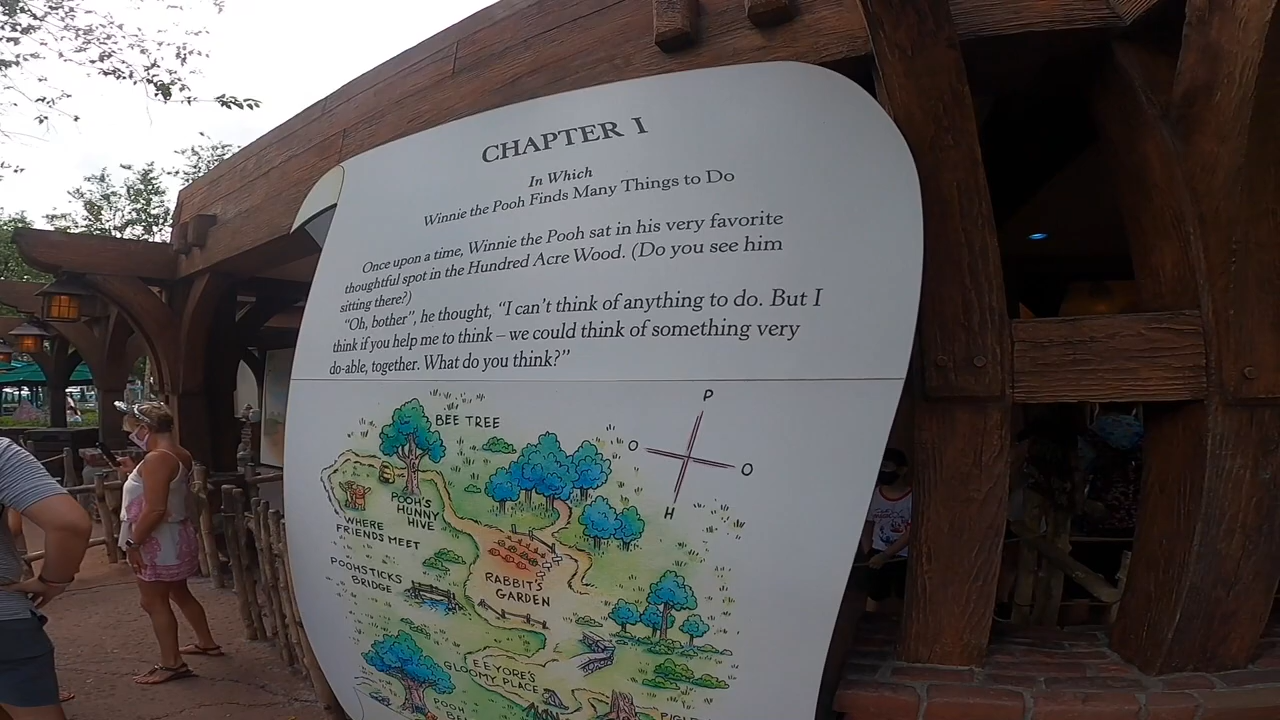 CHAPTER I
In Which
Winnie the Pooh Finds Many Things to Do
Once upon a time, Winnie the Pooh sat in his very favorite
thoughtful spot in the Hundred Acre Wood. (Do you see him
sitting there?)
"Oh, bother", he thought, "I can't think of anything to do. But I
think if you help me to think – we could think of something very
do-able, together. What do you think?"
P
O
O
H
BEE TREE
POOH'S
HUNNY
HIVE
WHERE
FRIENDS MEET
POOHSTICKS
BRIDGE
RABBIT'S
GARDEN
EEYORE'S
GLOOMY PLACE
POOH